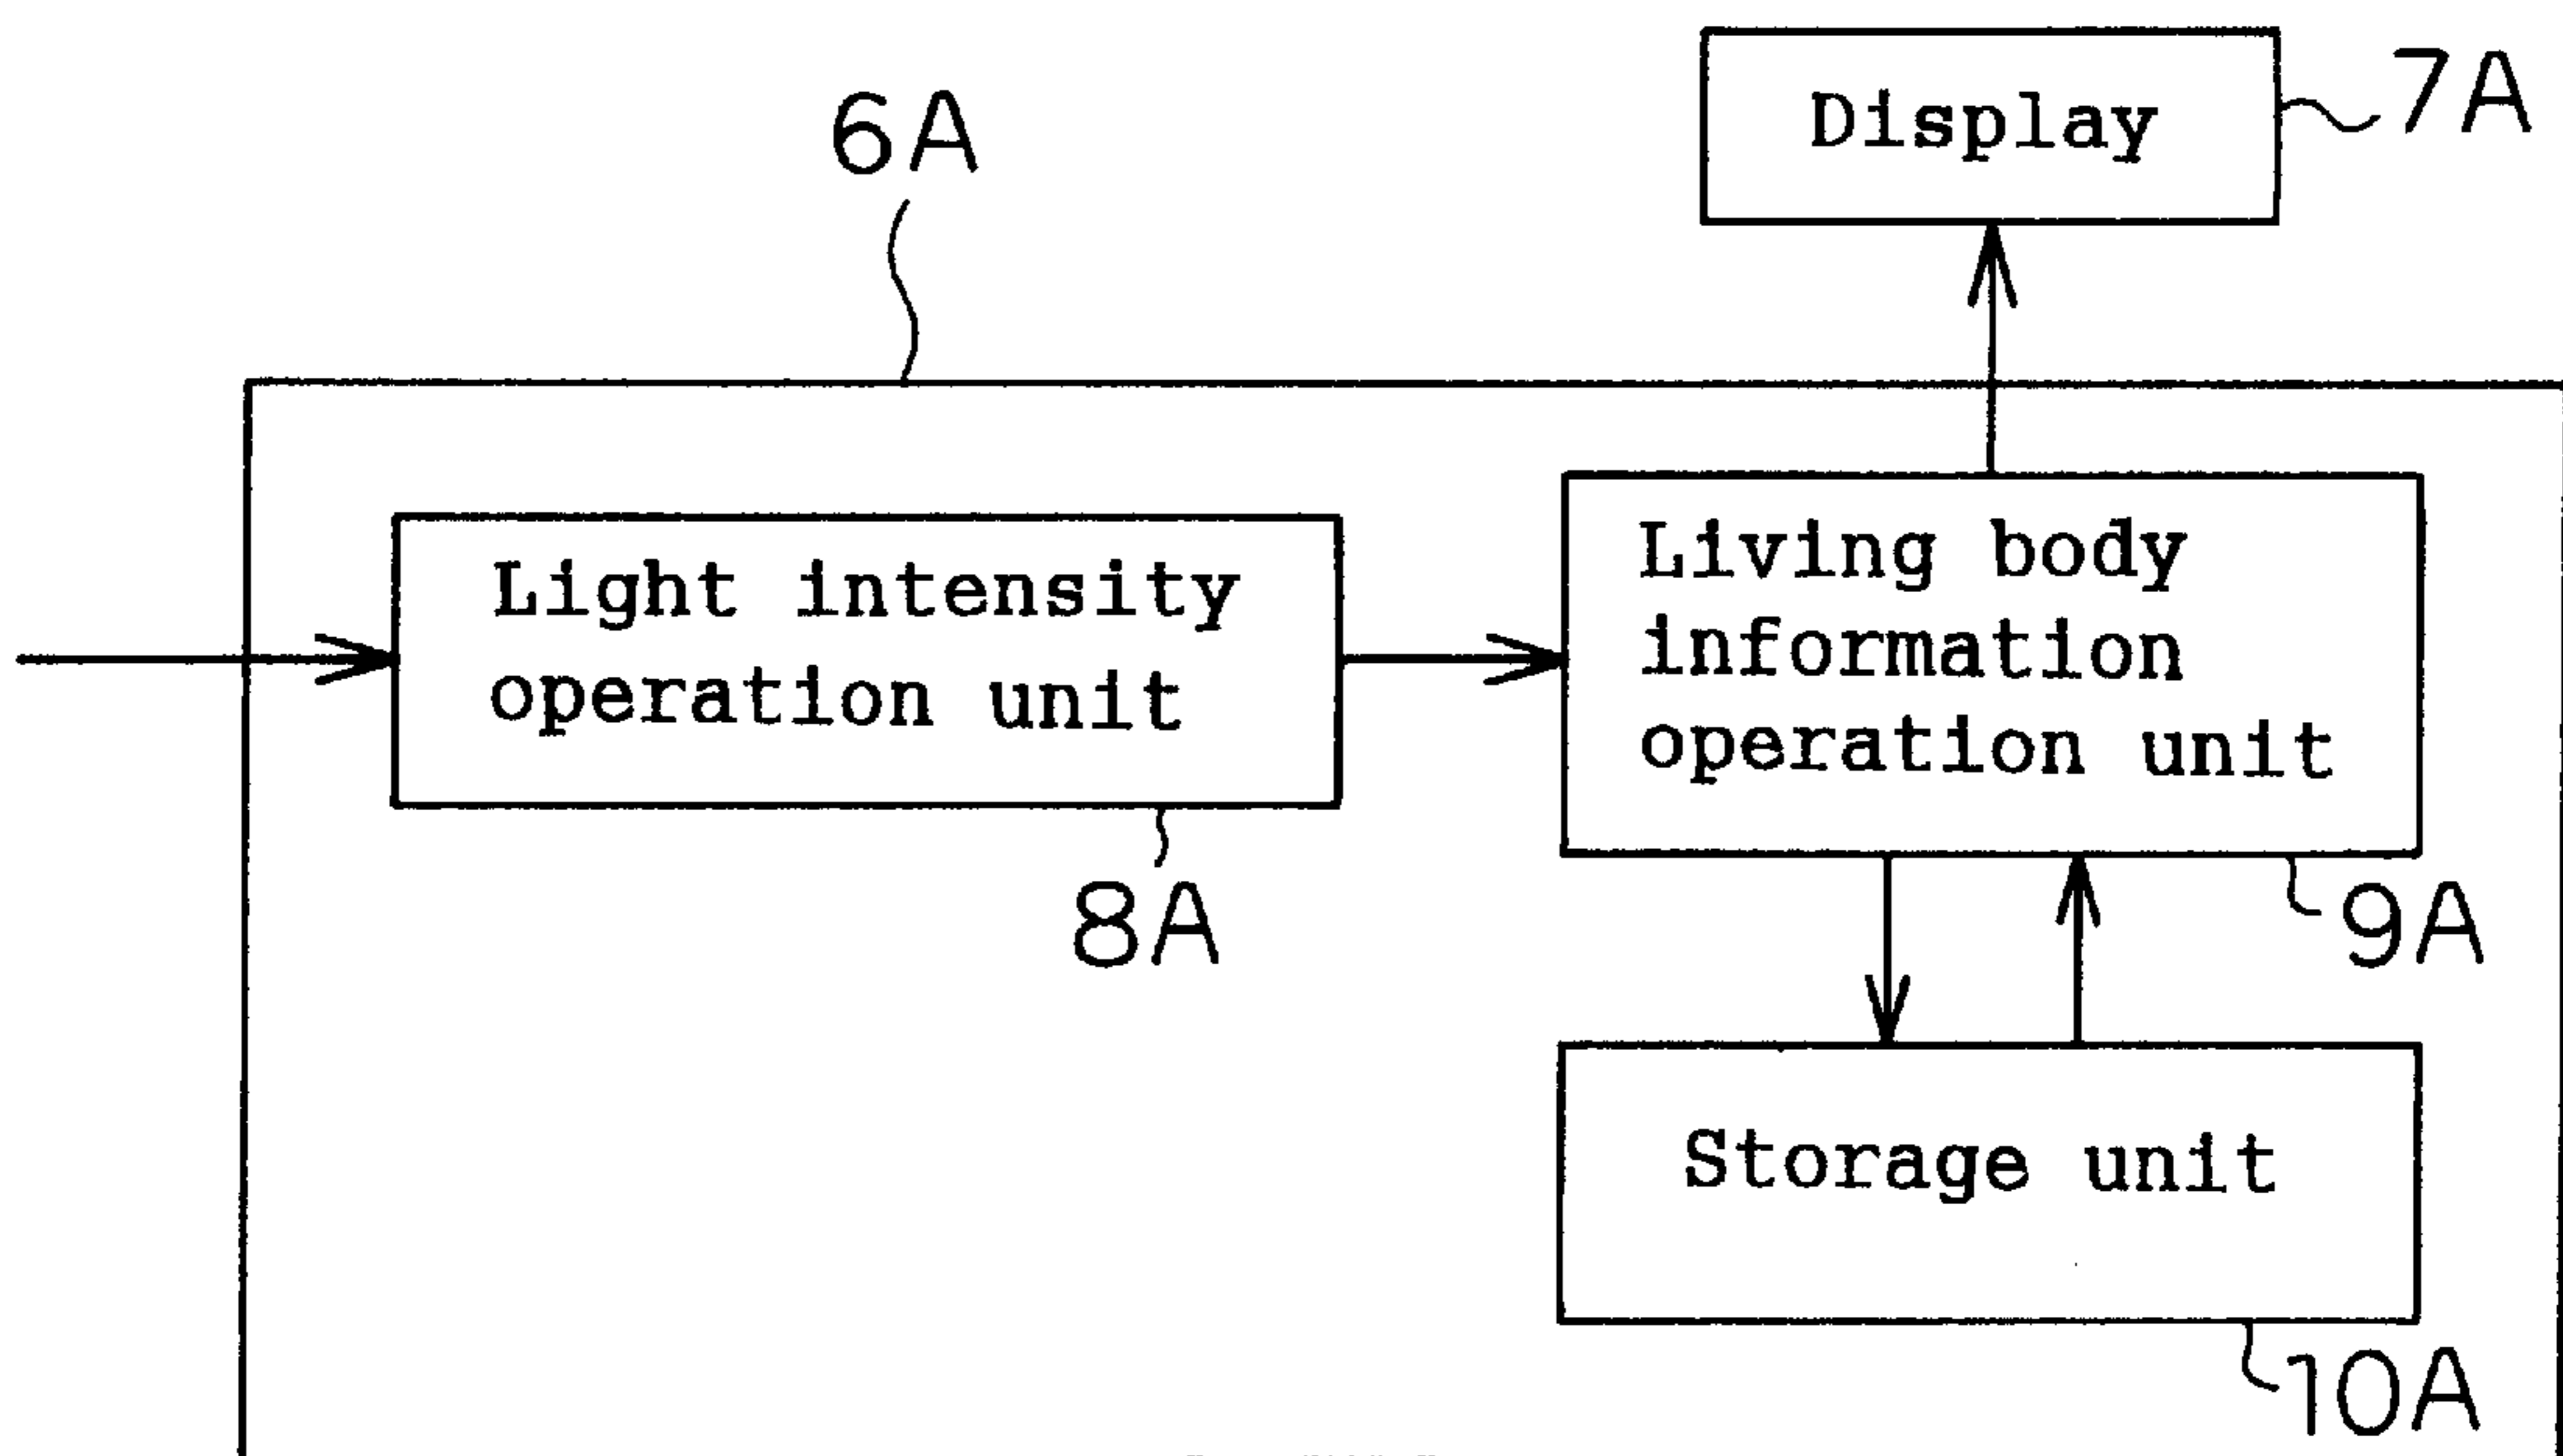 6A
Display
7A
Light intensity
operation unit
8A
Living body
information
operation unit
9A
Storage unit
10A